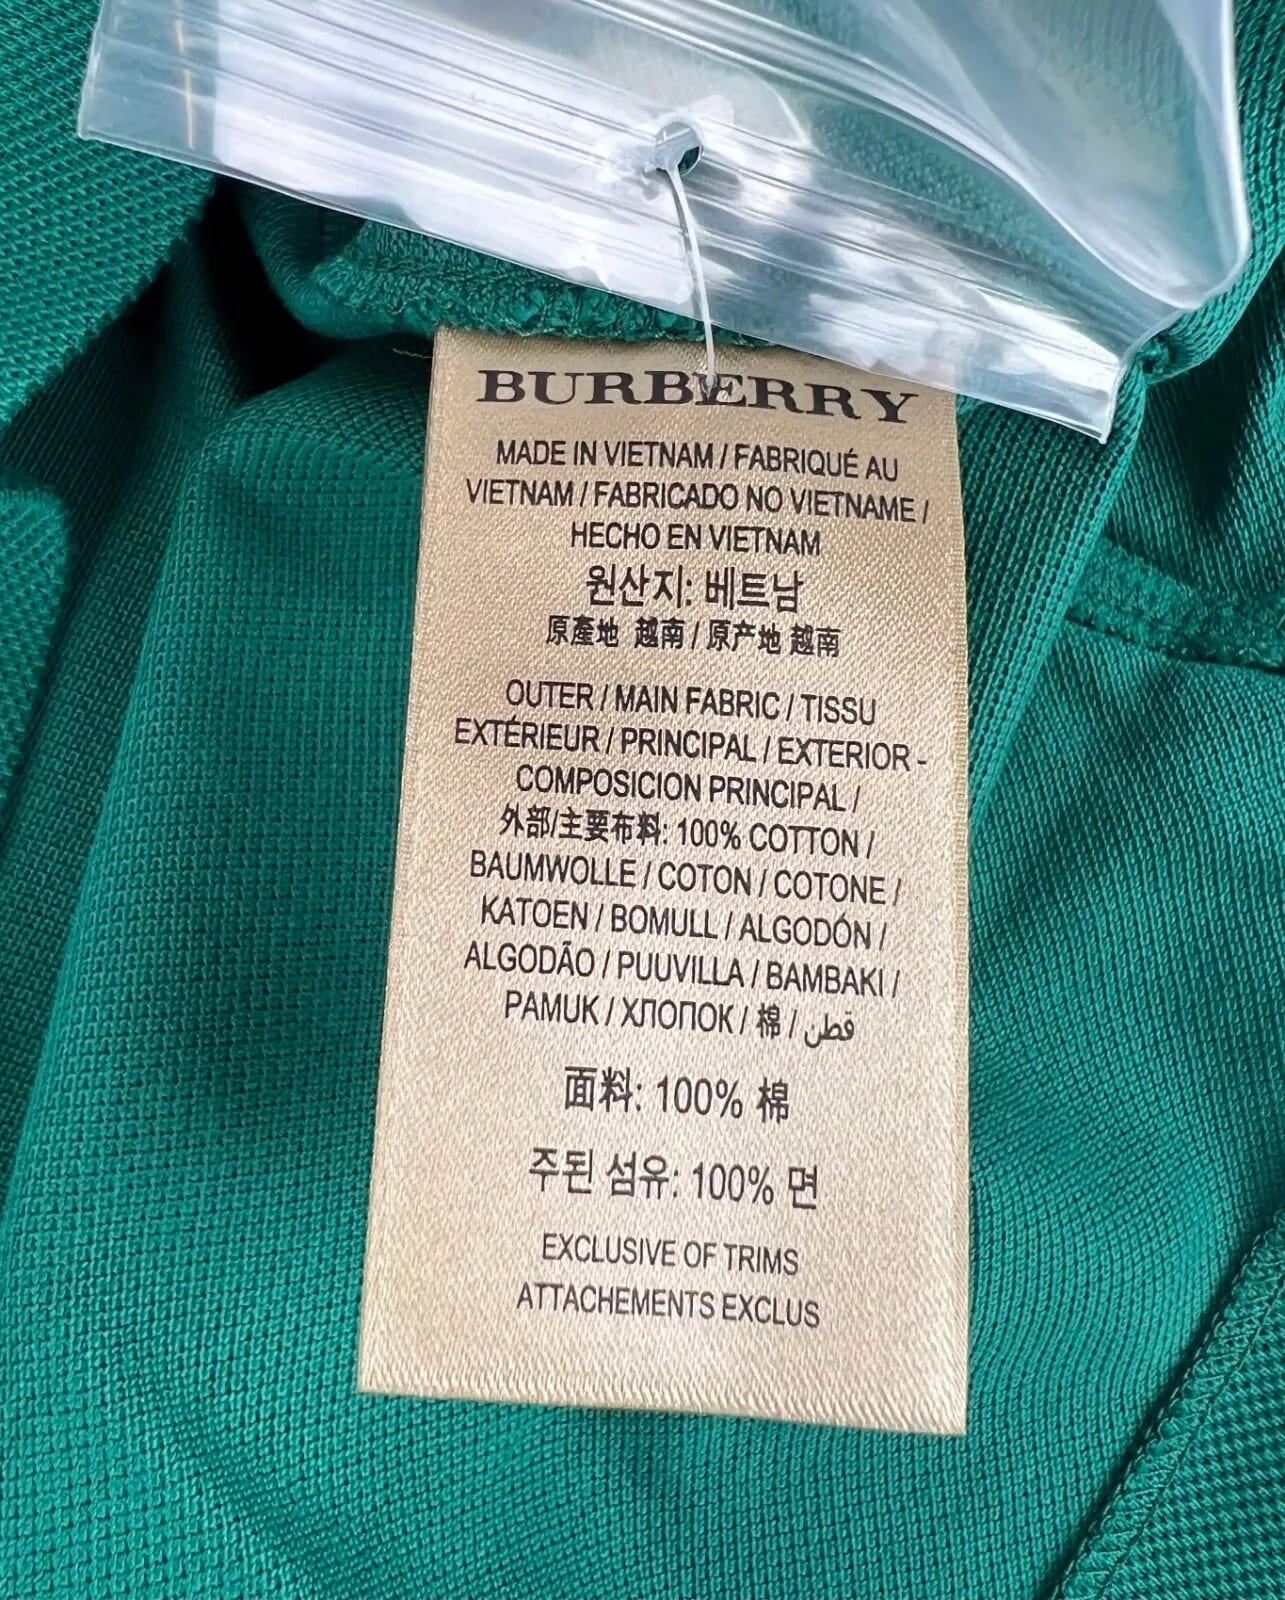 BURBERRY
MADE IN VIETNAM / FABRIQUÉ AU
VIETNAM / FABRICADO NO VIETNAME /
HECHO EN VIETNAM
원산지: 베트남
原產地 越南 / 原产地 越南
OUTER / MAIN FABRIC / TISSU
EXTÉRIEUR / PRINCIPAL / EXTERIOR -
COMPOSICION PRINCIPAL /
外部/主要布料: 100% COTTON /
BAUMWOLLE / COTON / COTONE /
KATOEN / BOMULL / ALGODÓN /
ALGODÃO / PUUVILLA / BAMBAKI /
PAMUK / ХЛОПОК / 棉 / قطن
面料: 100% 棉
주된 섬유: 100% 면
EXCLUSIVE OF TRIMS
ATTACHEMENTS EXCLUS